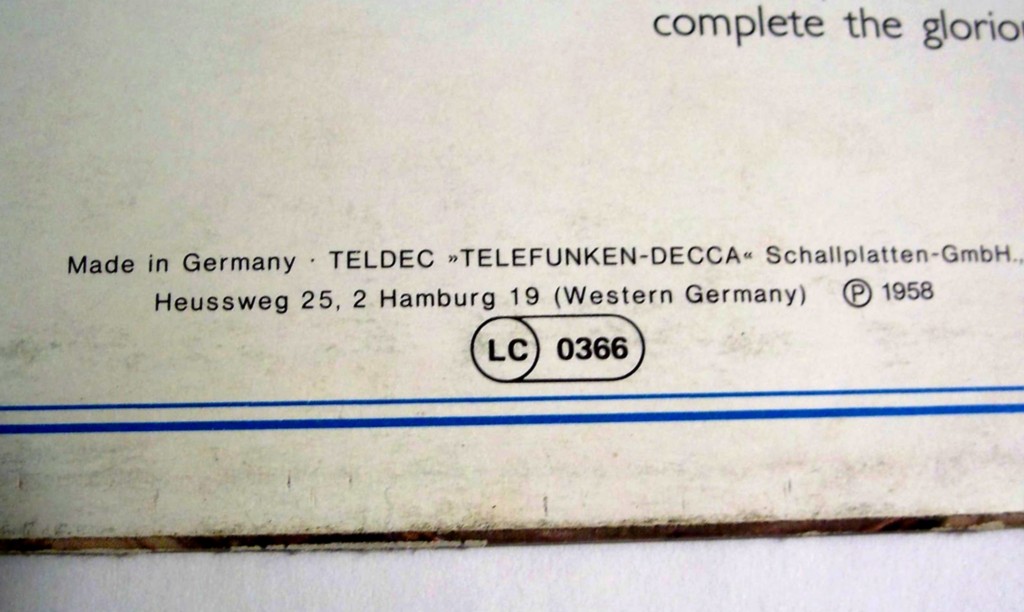 complete the glorio
Made in Germany · TELDEC »TELEFUNKEN-DECCA« Schallplatten-GmbH.,
Heussweg 25, 2 Hamburg 19 (Western Germany) ℗ 1958
LC 0366